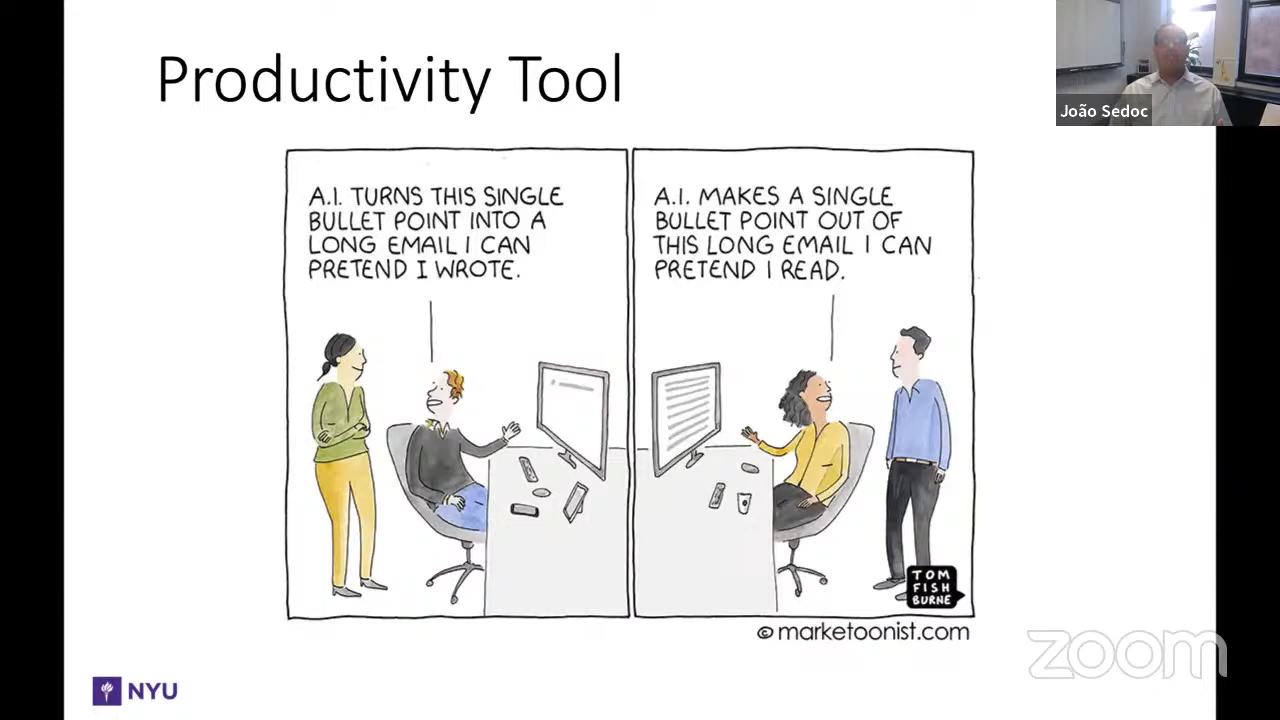 Productivity Tool
João Sedoc
A.I. TURNS THIS SINGLE
BULLET POINT INTO A
LONG EMAIL I CAN
PRETEND I WROTE.
A.I. MAKES A SINGLE
BULLET POINT OUT OF
THIS LONG EMAIL I CAN
PRETEND I READ.
TOM
FISH
BURNE
© marketoonist.com
zoom
NYU